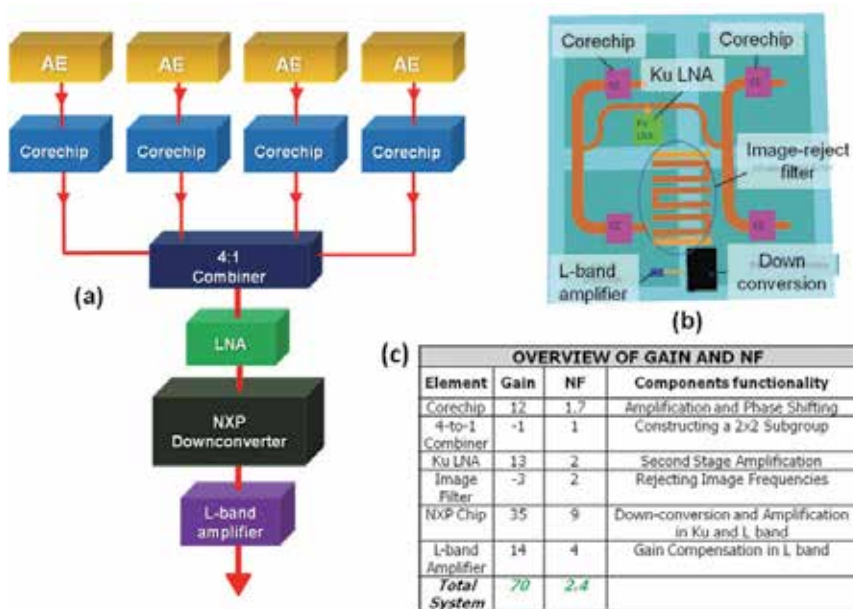 AE AE AE AE
Corechip Corechip Corechip Corechip
4:1
Combiner
(a)
LNA
NXP
Downconverter
L-band
amplifier
Corechip
Corechip
Ku LNA
Image-reject
filter
L-band
amplifier
Down
conversion
(b)
(c)
OVERVIEW OF GAIN AND NF
Element Gain NF Components functionality
Corechip 12 1.7 Amplification and Phase Shifting
4-to-1 Combiner -1 1 Constructing a 2x2 Subgroup
Ku LNA 13 2 Second Stage Amplification
Image Filter -3 2 Rejecting Image Frequencies
NXP Chip 35 9 Down-conversion and Amplification in Ku and L band
L-band Amplifier 14 4 Gain Compensation in L band
Total System 70 2.4